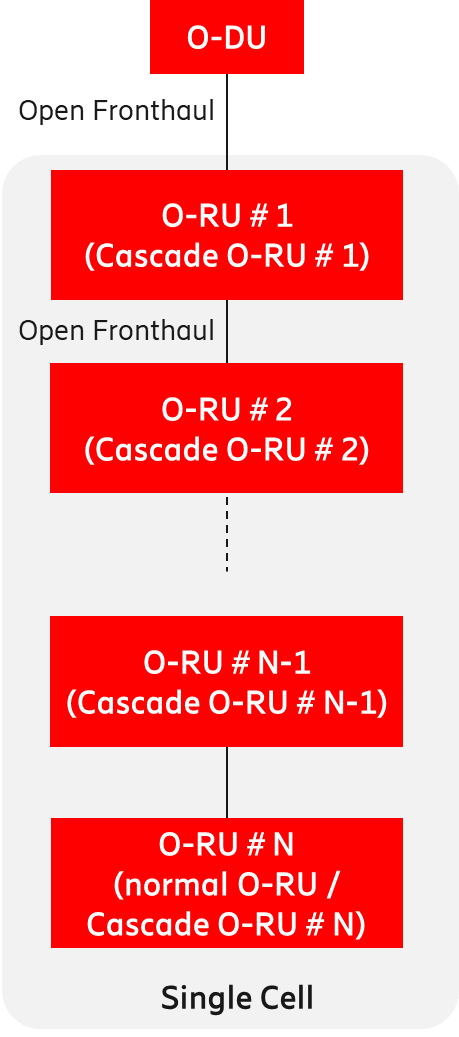 O-DU
Open Fronthaul
O-RU # 1
(Cascade O-RU # 1)
Open Fronthaul
O-RU # 2
(Cascade O-RU # 2)
O-RU # N-1
(Cascade O-RU # N-1)
O-RU # N
(normal O-RU /
Cascade O-RU # N)
Single Cell